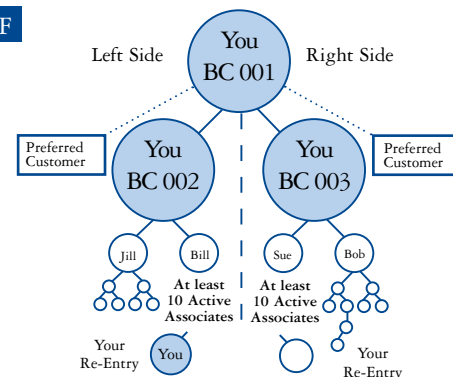 F
Left Side
You
BC 001
Right Side
Preferred
Customer
You
BC 002
You
BC 003
Preferred
Customer
Jill
Bill
Sue
Bob
At least
10 Active
Associates
At least
10 Active
Associates
Your
Re-Entry
You
Your
Re-Entry